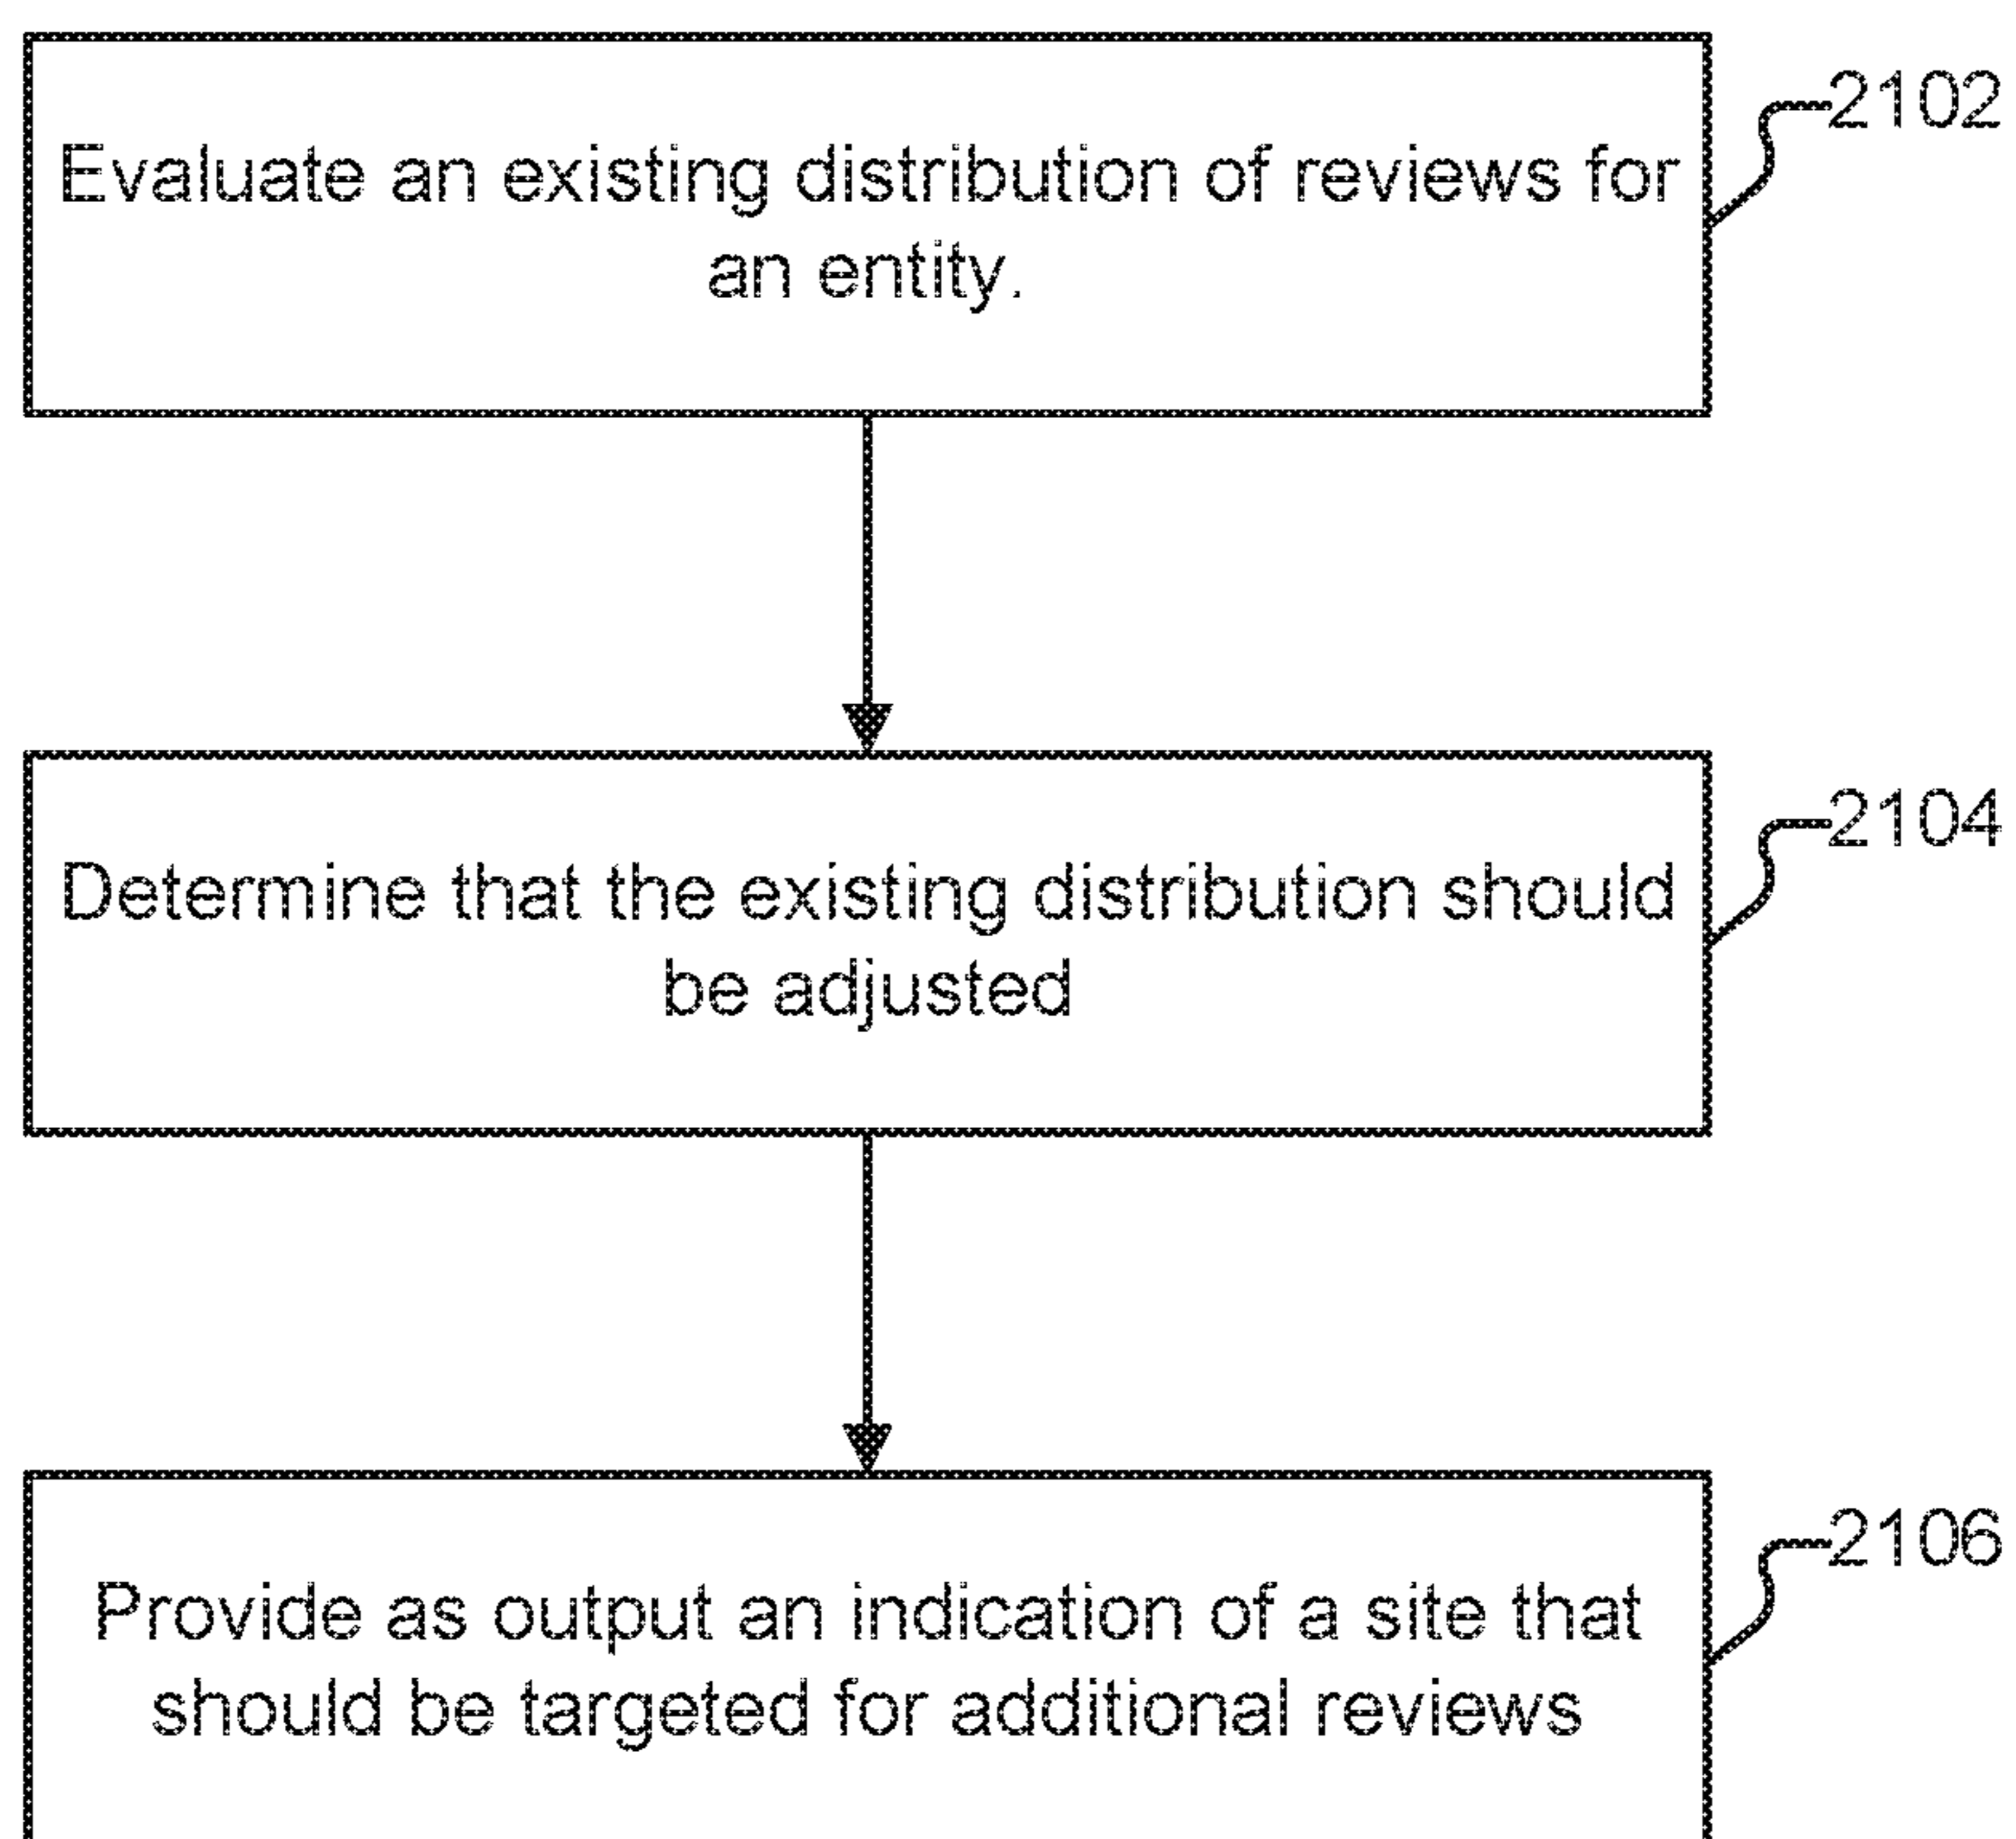 2102
Evaluate an existing distribution of reviews for
an entity.
2104
Determine that the existing distribution should
be adjusted
2106
Provide as output an indication of a site that
should be targeted for additional reviews